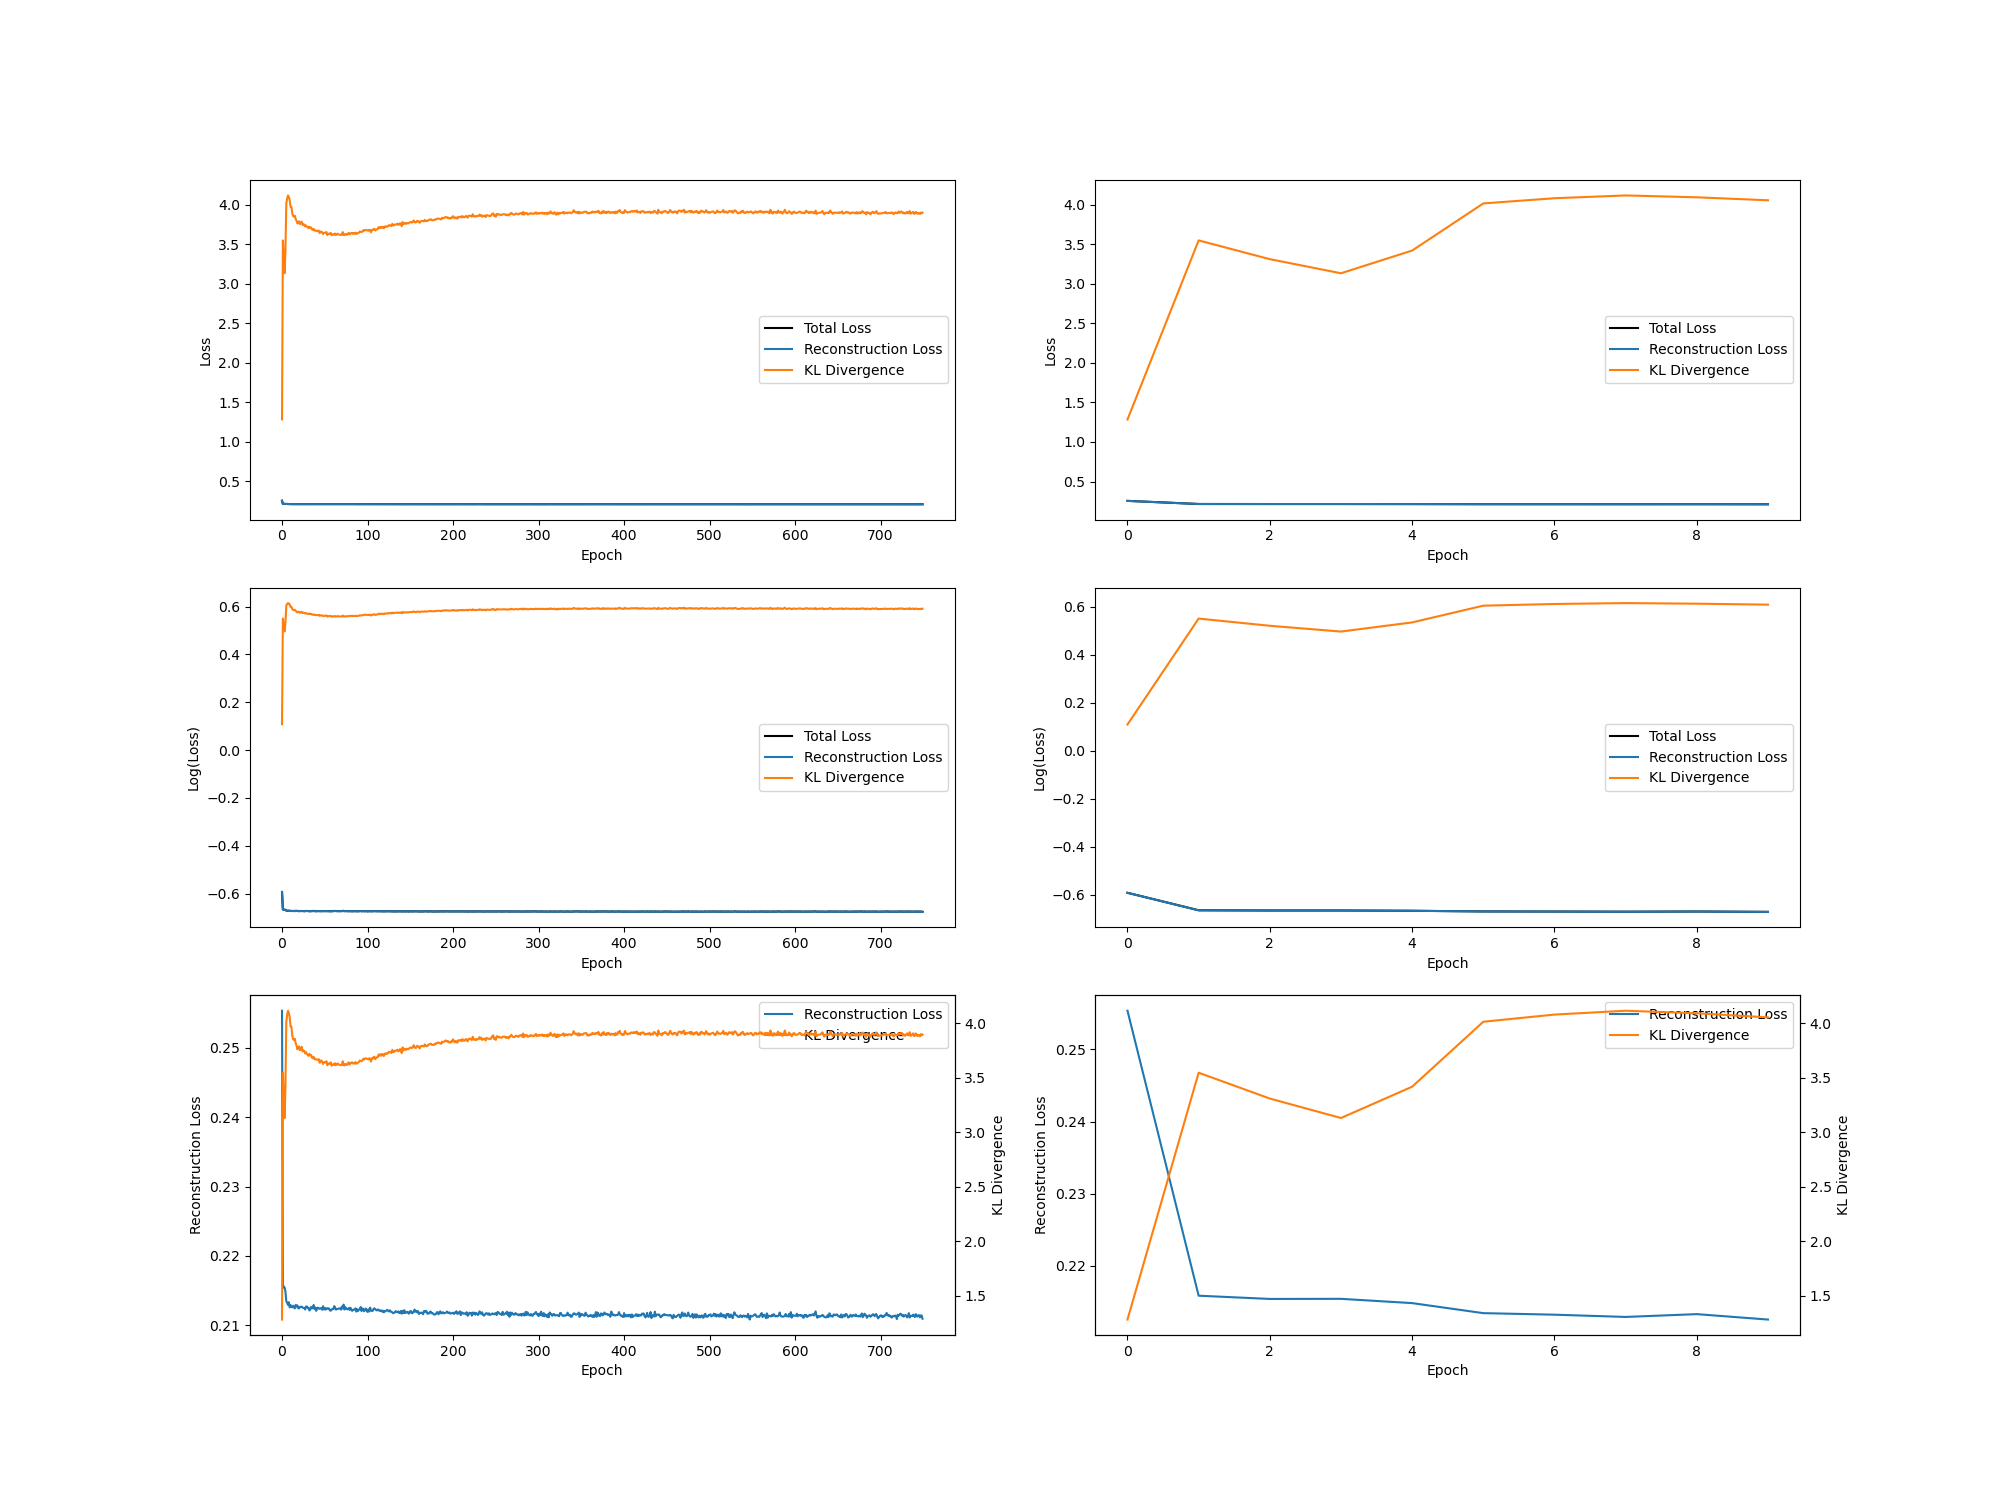 4.0
3.5
3.0
2.5
2.0
1.5
1.0
0.5
Loss
Total Loss
Reconstruction Loss
KL Divergence
0 100 200 300 400 500 600 700
Epoch
4.0
3.5
3.0
2.5
2.0
1.5
1.0
0.5
Loss
Total Loss
Reconstruction Loss
KL Divergence
0 2 4 6 8
Epoch
0.6
0.4
0.2
0.0
−0.2
−0.4
−0.6
Log(Loss)
Total Loss
Reconstruction Loss
KL Divergence
0 100 200 300 400 500 600 700
Epoch
0.6
0.4
0.2
0.0
−0.2
−0.4
−0.6
Log(Loss)
Total Loss
Reconstruction Loss
KL Divergence
0 2 4 6 8
Epoch
0.25
0.24
0.23
0.22
0.21
Reconstruction Loss
Reconstruction Loss
KL Divergence
4.0
3.5
3.0
2.5
2.0
1.5
KL Divergence
0 100 200 300 400 500 600 700
Epoch
0.25
0.24
0.23
0.22
Reconstruction Loss
Reconstruction Loss
KL Divergence
4.0
3.5
3.0
2.5
2.0
1.5
KL Divergence
0 2 4 6 8
Epoch